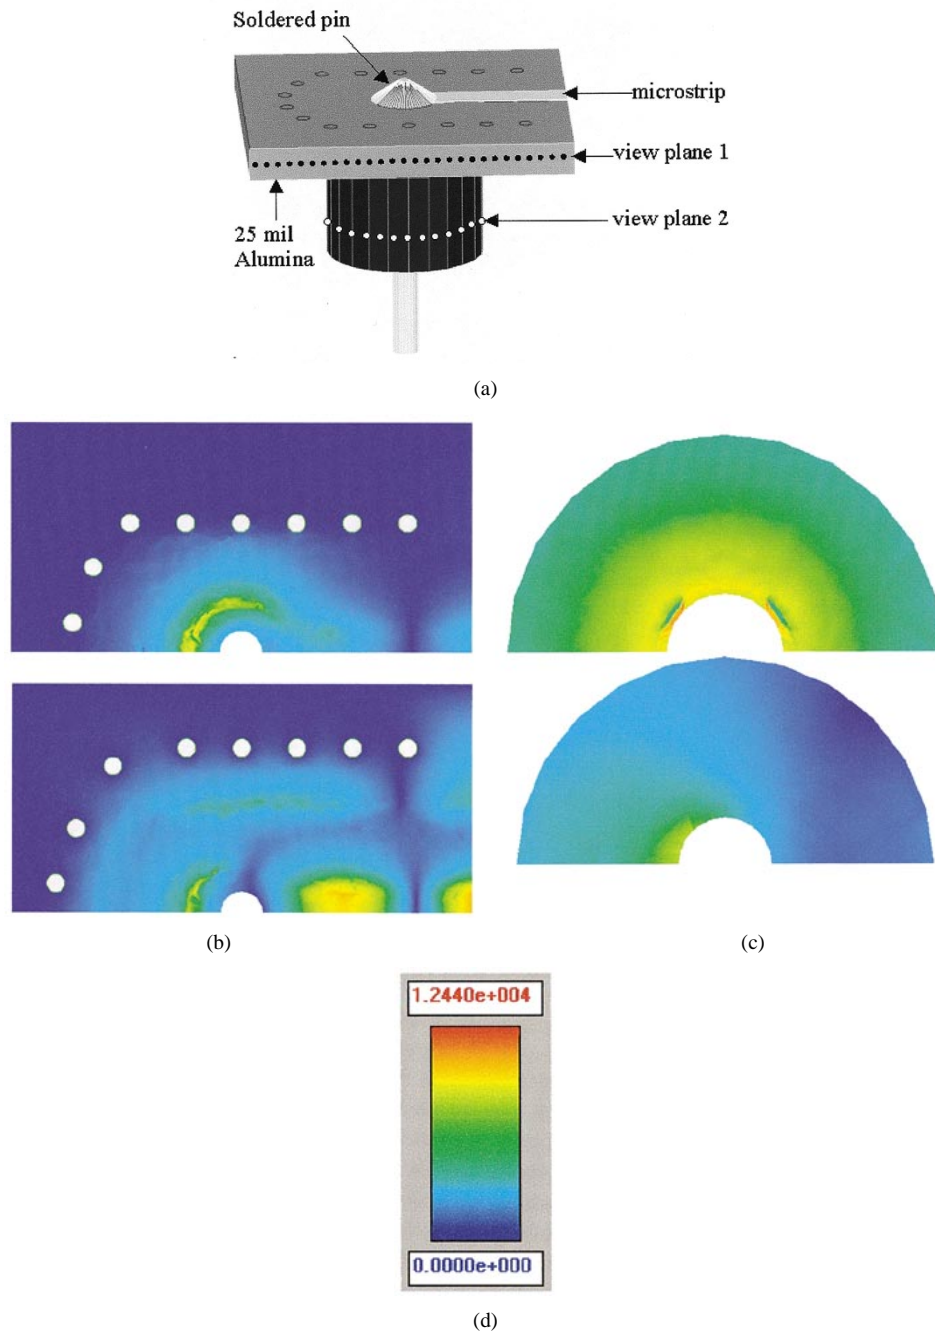 Soldered pin
microstrip
view plane 1
view plane 2
25 mil
Alumina
(a)
(b)
(c)
1.2440e+004
0.0000e+000
(d)